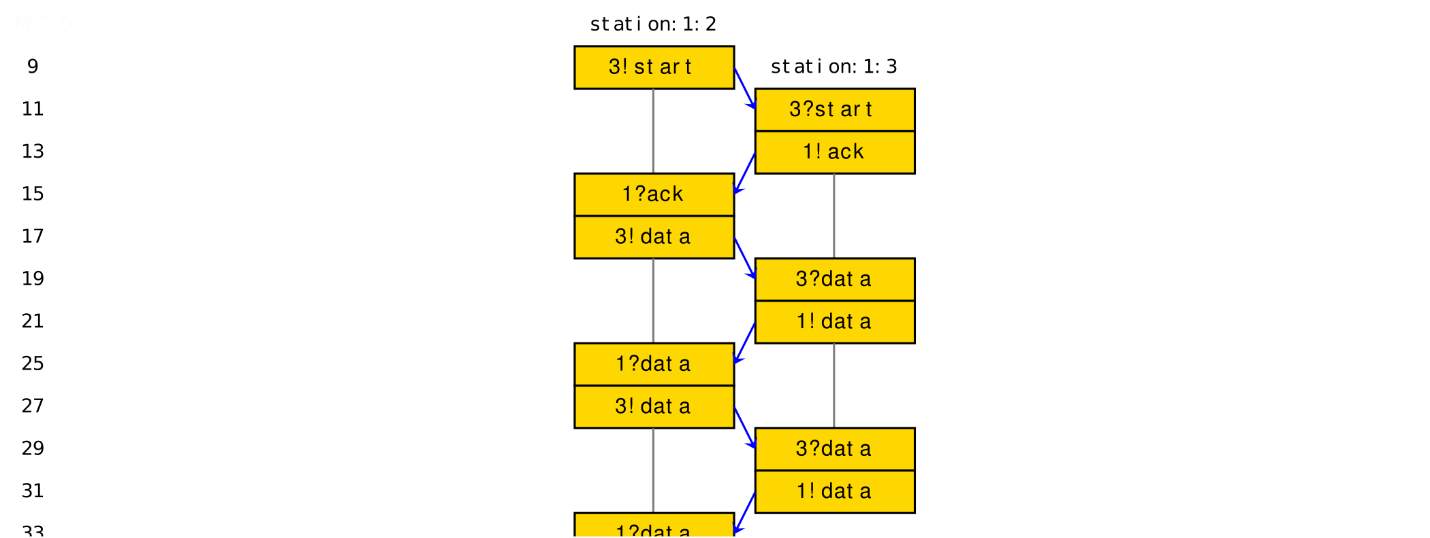 station:1:2
9 3!start station:1:3
11 3?start
13 1!ack
15 1?ack
17 3!data
19 3?data
21 1!data
25 1?data
27 3!data
29 3?data
31 1!data
33 1?data